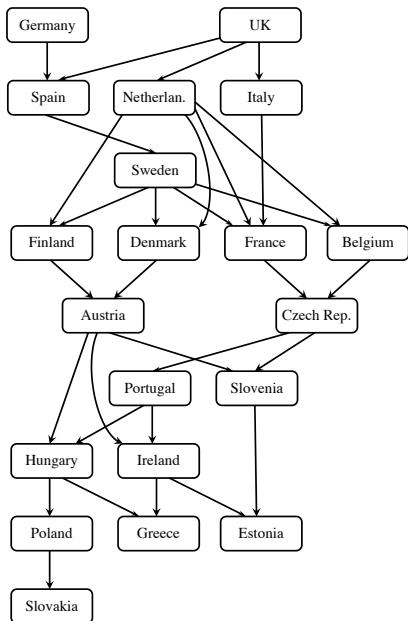 Germany
UK
Spain
Netherlan.
Italy
Sweden
Finland
Denmark
France
Belgium
Austria
Czech Rep.
Portugal
Slovenia
Hungary
Ireland
Poland
Greece
Estonia
Slovakia